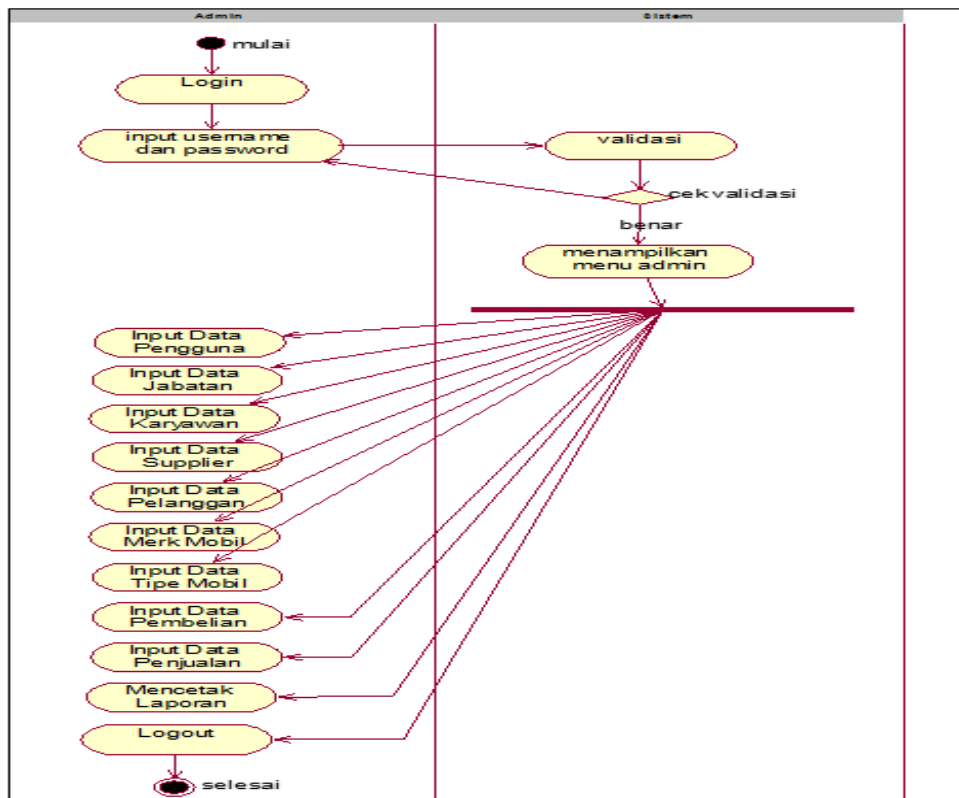 Admin
Sistem
mulai
Login
input username
dan password
validasi
cek validasi
benar
menampilkan
menu admin
Input Data
Pengguna
Input Data
Jabatan
Input Data
Karyawan
Input Data
Supplier
Input Data
Pelanggan
Input Data
Merk Mobil
Input Data
Tipe Mobil
Input Data
Pembelian
Input Data
Penjualan
Mencetak
Laporan
Logout
selesai